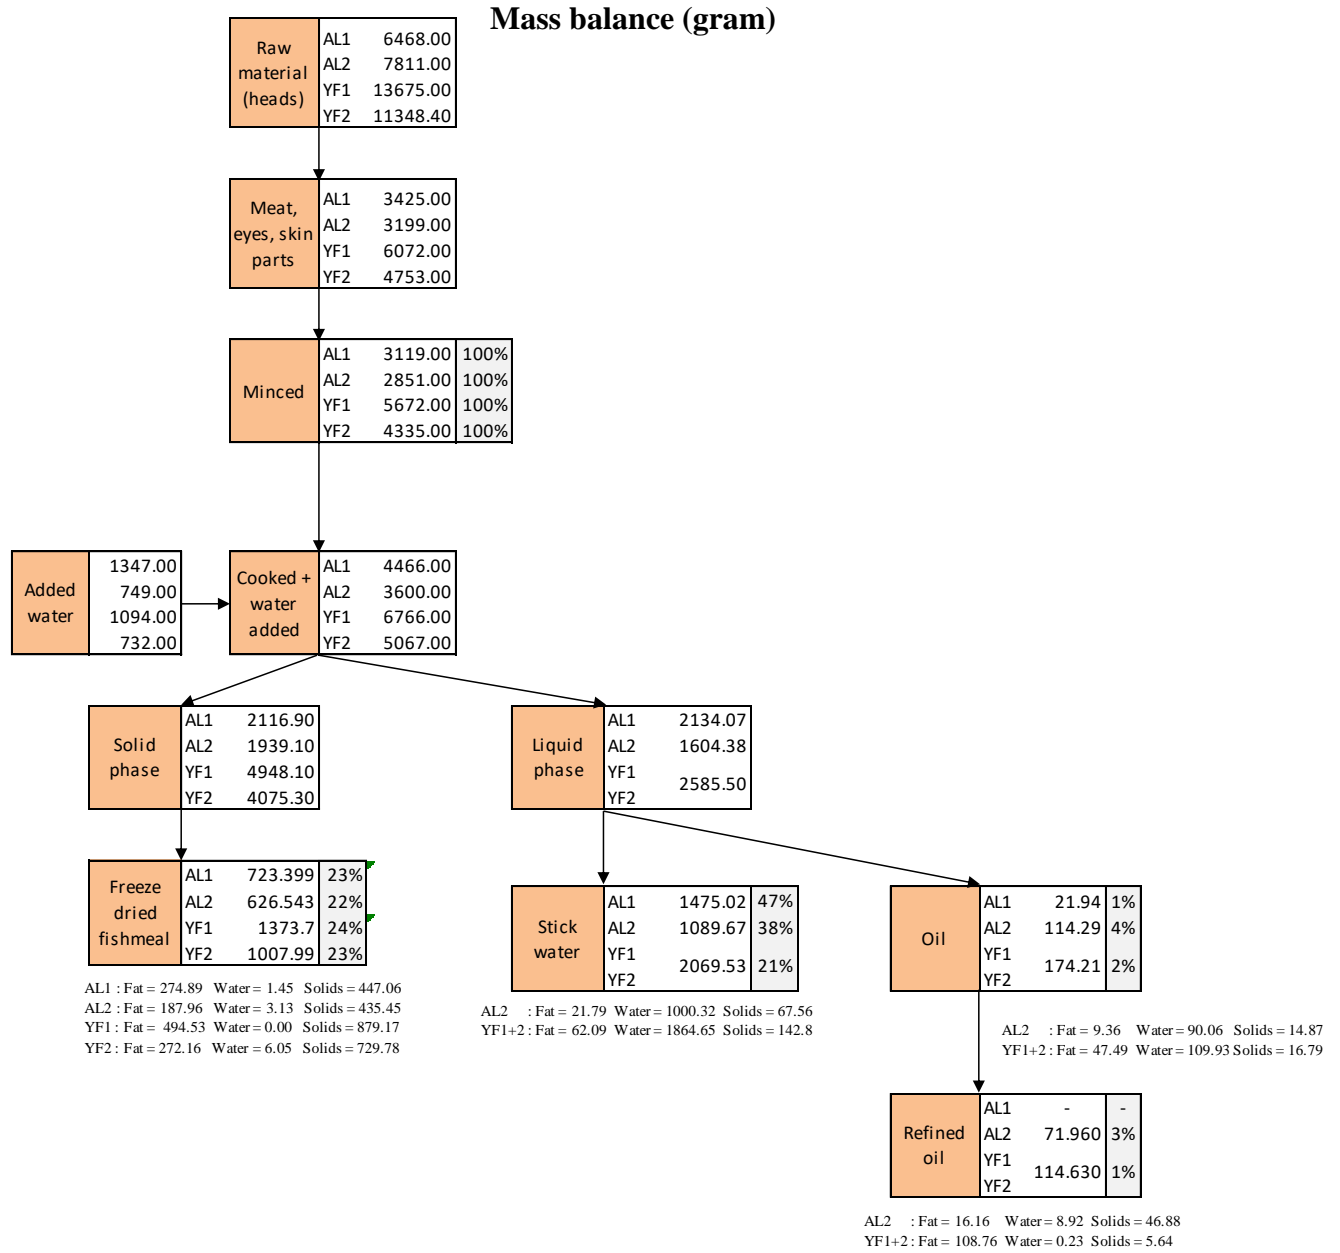 Mass balance (gram)
Raw material (heads)
AL1 6468.00
AL2 7811.00
YF1 13675.00
YF2 11348.40
Meat, eyes, skin parts
AL1 3425.00
AL2 3199.00
YF1 6072.00
YF2 4753.00
Minced
AL1 3119.00 100%
AL2 2851.00 100%
YF1 5672.00 100%
YF2 4335.00 100%
Added water
1347.00
749.00
1094.00
732.00
Cooked + water added
AL1 4466.00
AL2 3600.00
YF1 6766.00
YF2 5067.00
Solid phase
AL1 2116.90
AL2 1939.10
YF1 4948.10
YF2 4075.30
Liquid phase
AL1 2134.07
AL2 1604.38
YF1
2585.50
YF2
Freeze dried fishmeal
AL1 723.399 23%
AL2 626.543 22%
YF1 1373.7 24%
YF2 1007.99 23%
AL1 : Fat = 274.89 Water = 1.45 Solids = 447.06
AL2 : Fat = 187.96 Water = 3.13 Solids = 435.45
YF1 : Fat = 494.53 Water = 0.00 Solids = 879.17
YF2 : Fat = 272.16 Water = 6.05 Solids = 729.78
Stick water
AL1 1475.02 47%
AL2 1089.67 38%
YF1
2069.53 21%
YF2
AL2 : Fat = 21.79 Water = 1000.32 Solids = 67.56
YF1+2 : Fat = 62.09 Water = 1864.65 Solids = 142.8
Oil
AL1 21.94 1%
AL2 114.29 4%
YF1
174.21 2%
YF2
AL2 : Fat = 9.36 Water = 90.06 Solids = 14.87
YF1+2 : Fat = 47.49 Water = 109.93 Solids = 16.79
Refined oil
AL1 - -
AL2 71.960 3%
YF1
114.630 1%
YF2
AL2 : Fat = 16.16 Water = 8.92 Solids = 46.88
YF1+2 : Fat = 108.76 Water = 0.23 Solids = 5.64